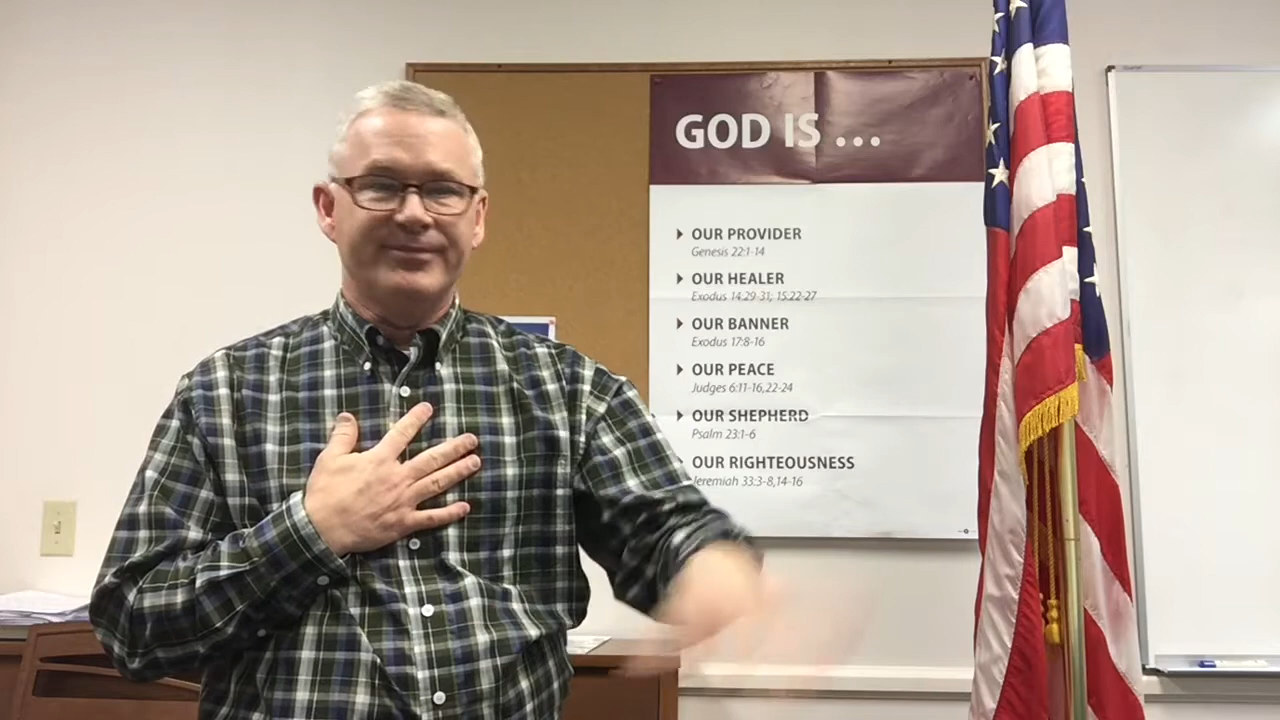 GOD IS ...
OUR PROVIDER
Genesis 22:1-14
OUR HEALER
Exodus 14:29-31; 15:22-27
OUR BANNER
Exodus 17:8-16
OUR PEACE
Judges 6:11-16,22-24
OUR SHEPHERD
Psalm 23:1-6
OUR RIGHTEOUSNESS
Jeremiah 33:3-8,14-16